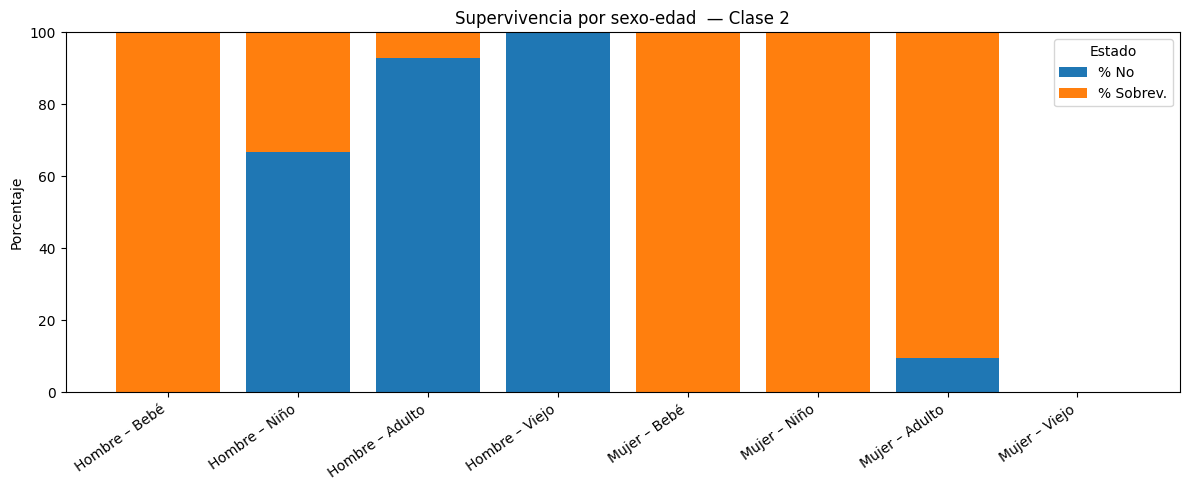 Supervivencia por sexo-edad  — Clase 2
Estado
% No
% Sobrev.
Porcentaje
100
80
60
40
20
0
Hombre – Bebé
Hombre – Niño
Hombre – Adulto
Hombre – Viejo
Mujer – Bebé
Mujer – Niño
Mujer – Adulto
Mujer – Viejo